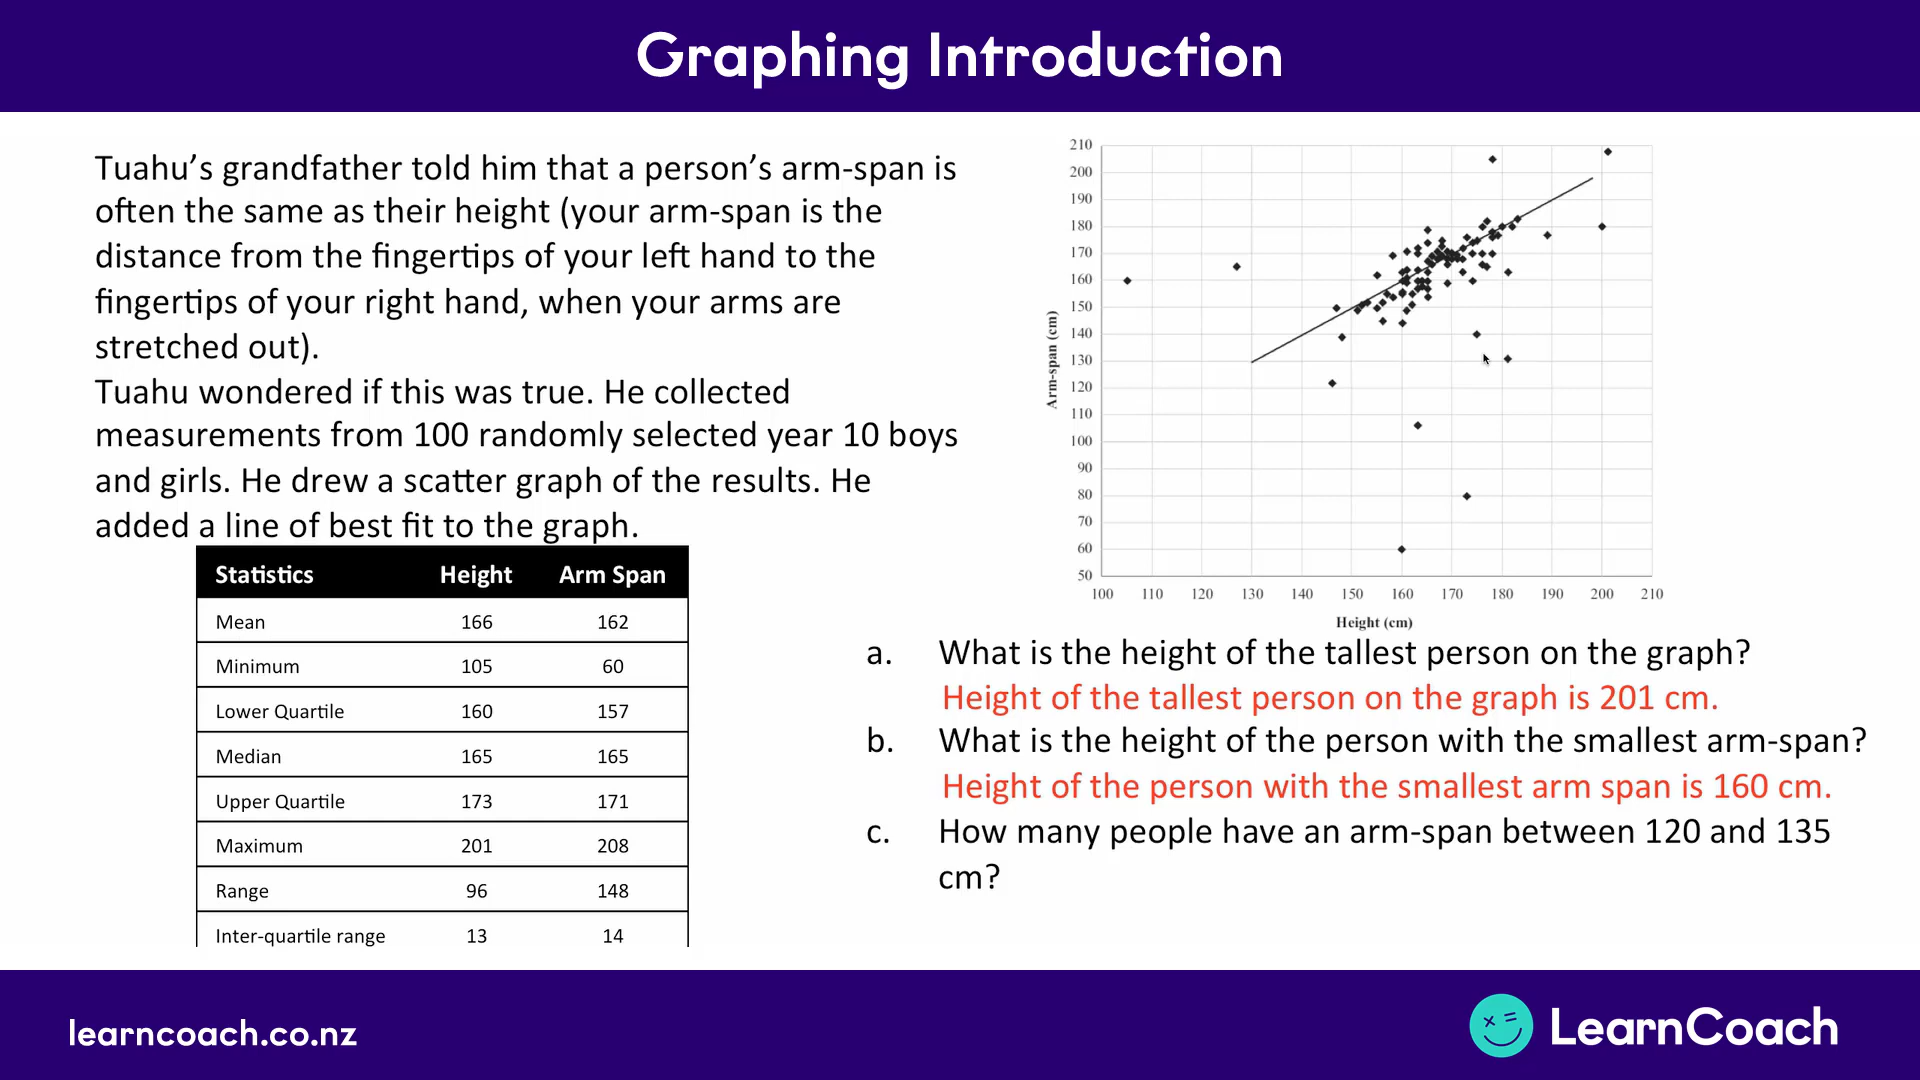 Graphing Introduction
Tuahu’s grandfather told him that a person’s arm-span is
often the same as their height (your arm-span is the
distance from the fingertips of your left hand to the
fingertips of your right hand, when your arms are
stretched out).
Tuahu wondered if this was true. He collected
measurements from 100 randomly selected year 10 boys
and girls. He drew a scatter graph of the results. He
added a line of best fit to the graph.
Statistics Height Arm Span
Mean 166 162
Minimum 105 60
Lower Quartile 160 157
Median 165 165
Upper Quartile 173 171
Maximum 201 208
Range 96 148
Inter-quartile range 13 14
210
200
190
180
170
160
150
140
130
120
110
100
90
80
70
60
50
Arm-span (cm)
100 110 120 130 140 150 160 170 180 190 200 210
Height (cm)
a. What is the height of the tallest person on the graph?
Height of the tallest person on the graph is 201 cm.
b. What is the height of the person with the smallest arm-span?
Height of the person with the smallest arm span is 160 cm.
c. How many people have an arm-span between 120 and 135
cm?
learncoach.co.nz
LearnCoach